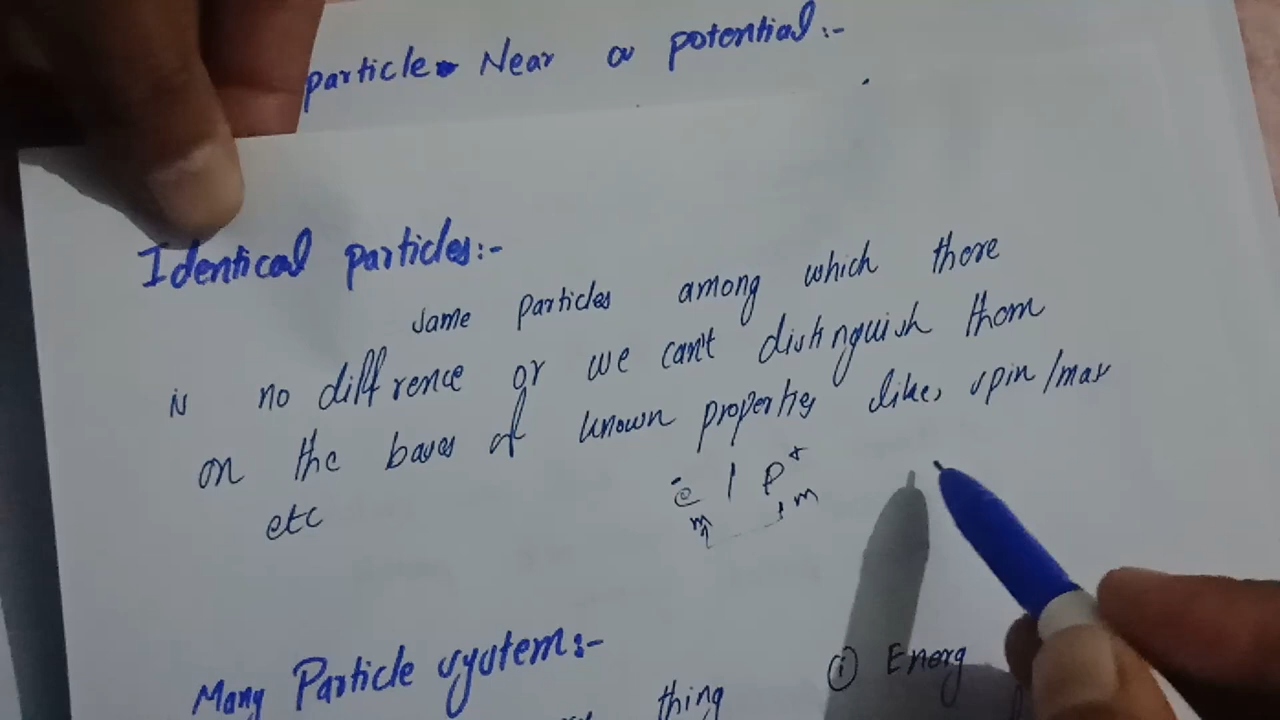 particle Near a potential:-
Identical particles:-
same particles among which there
is no diffrence or we can't distinguish them
on the bases of known properties like, spin/mass
etc
e⁻ | p⁺
m m
Many Particle system:-
(i) Energ
thing